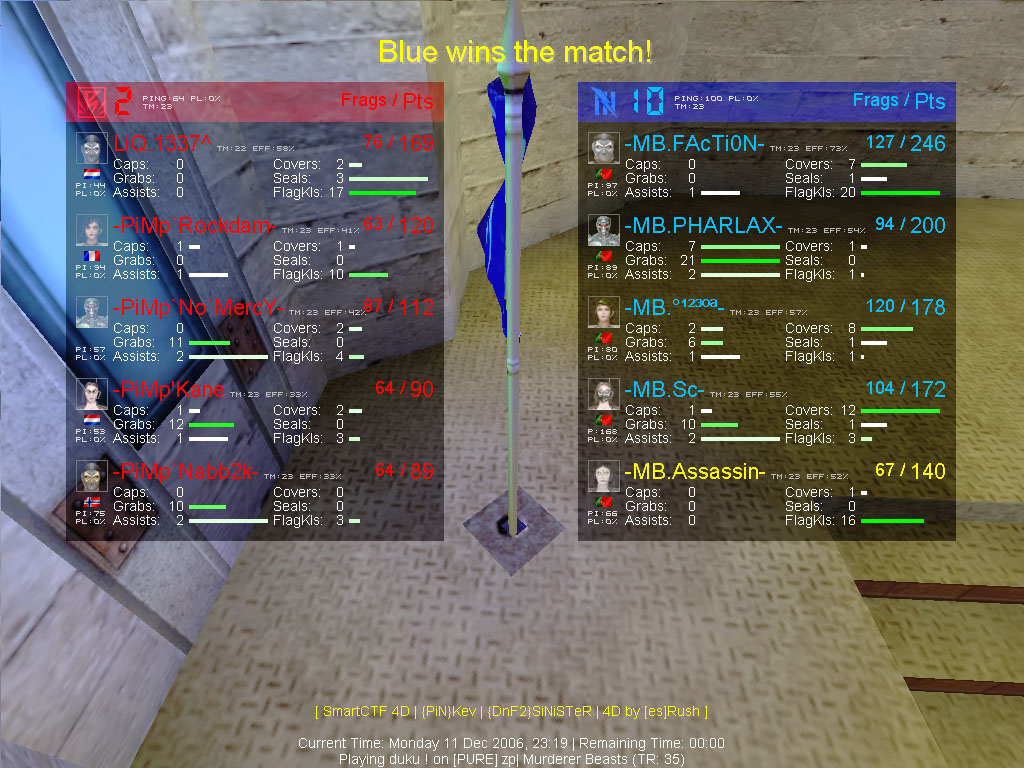 Blue wins the match!
2 PING:64 PL:0% TM:23 Frags / Pts
LiQ.1337^ TM:22 EFF:58% 76 / 169
Caps: 0 Covers: 2
Grabs: 0 Seals: 3
Assists: 0 FlagKls: 17
PI:44 PL:0%
-PiMp`Rockdam- TM:23 EFF:41% 63 / 120
Caps: 1 Covers: 1
Grabs: 0 Seals: 0
Assists: 1 FlagKls: 10
PI:94 PL:0%
-PiMp`No MercY- TM:23 EFF:42% 87 / 112
Caps: 0 Covers: 2
Grabs: 11 Seals: 0
Assists: 2 FlagKls: 4
PI:57 PL:0%
-PiMp'Kane TM:23 EFF:33% 64 / 90
Caps: 1 Covers: 2
Grabs: 12 Seals: 0
Assists: 1 FlagKls: 3
PI:53 PL:0%
-PiMp`Nabb2k- TM:23 EFF:33% 64 / 89
Caps: 0 Covers: 0
Grabs: 10 Seals: 0
Assists: 2 FlagKls: 3
PI:75 PL:0%
10 PING:100 PL:0% TM:23 Frags / Pts
-MB.FAcTi0N- TM:23 EFF:73% 127 / 246
Caps: 0 Covers: 7
Grabs: 0 Seals: 1
Assists: 1 FlagKls: 20
PI:97 PL:0%
-MB.PHARLAX- TM:23 EFF:54% 94 / 200
Caps: 7 Covers: 1
Grabs: 21 Seals: 0
Assists: 2 FlagKls: 1
PI:89 PL:0%
-MB.°¹²³⁰ª- TM:23 EFF:57% 120 / 178
Caps: 2 Covers: 8
Grabs: 6 Seals: 1
Assists: 1 FlagKls: 1
PI:80 PL:0%
-MB.Sc- TM:23 EFF:55% 104 / 172
Caps: 1 Covers: 12
Grabs: 10 Seals: 1
Assists: 2 FlagKls: 3
PI:168 PL:0%
-MB.Assassin- TM:23 EFF:52% 67 / 140
Caps: 0 Covers: 1
Grabs: 0 Seals: 0
Assists: 0 FlagKls: 16
PI:66 PL:0%
[ SmartCTF 4D | {PiN}Kev | {DnF2}SiNiSTeR | 4D by [es]Rush ]
Current Time: Monday 11 Dec 2006, 23:19 | Remaining Time: 00:00
Playing duku ! on [PURE] zp| Murderer Beasts (TR: 35)